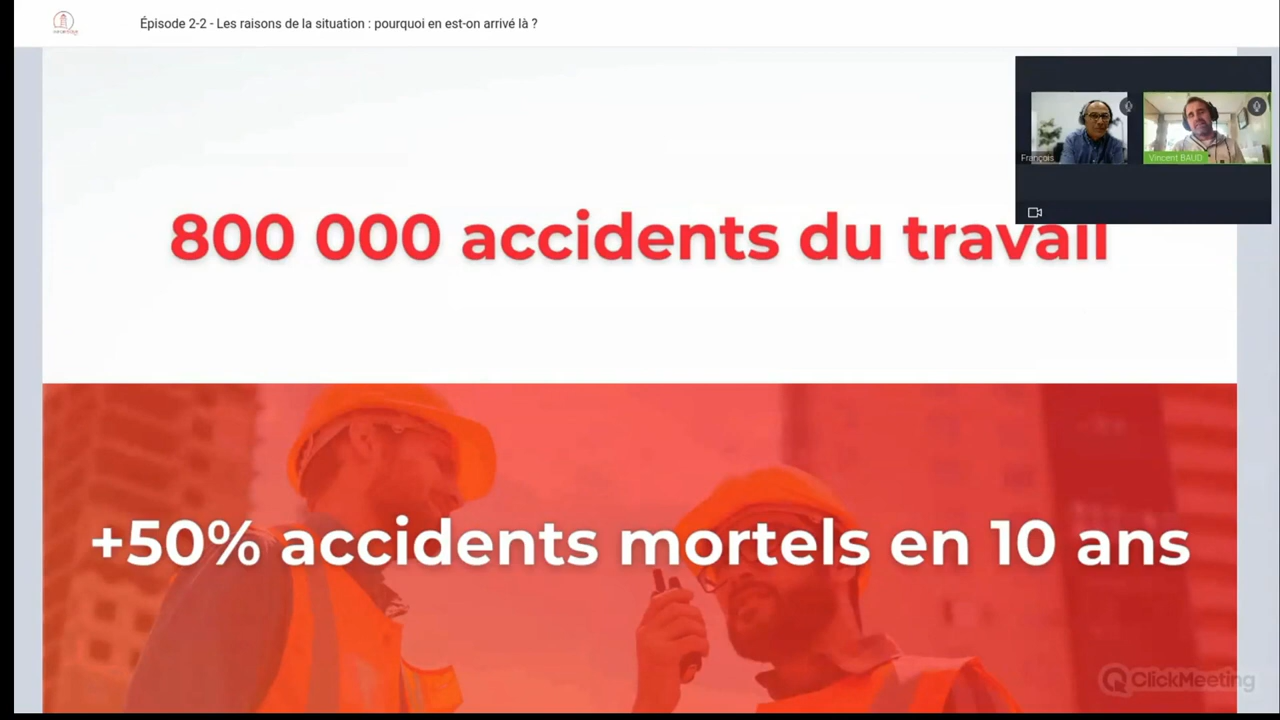 Épisode 2-2 - Les raisons de la situation : pourquoi en est-on arrivé là ?
François
Vincent BAUD
800 000 accidents du travail
+50% accidents mortels en 10 ans
ClickMeeting